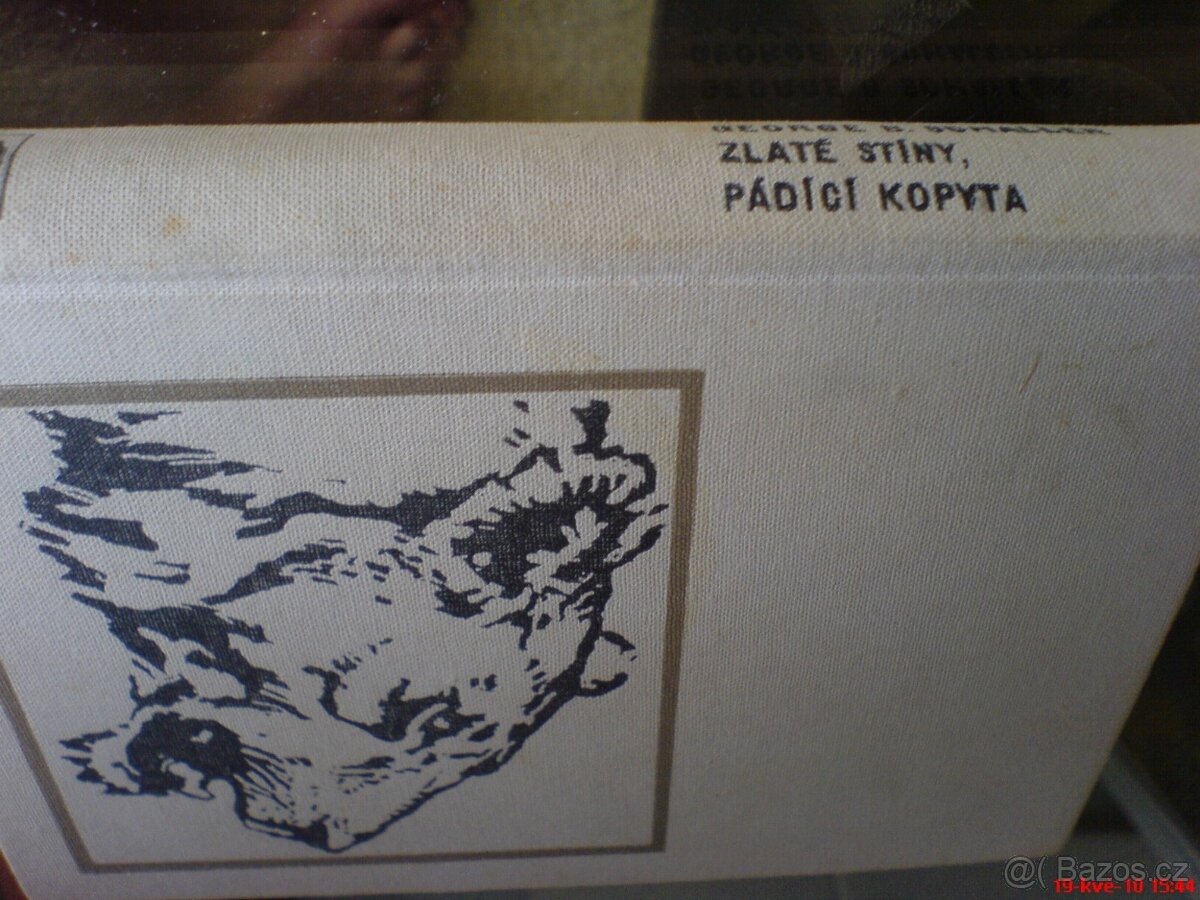 GEORGE B. SCHALLER
ZLATÉ STÍNY,
PÁDÍCÍ KOPYTA
@( Bazos.cz
19-kve-10 15:44